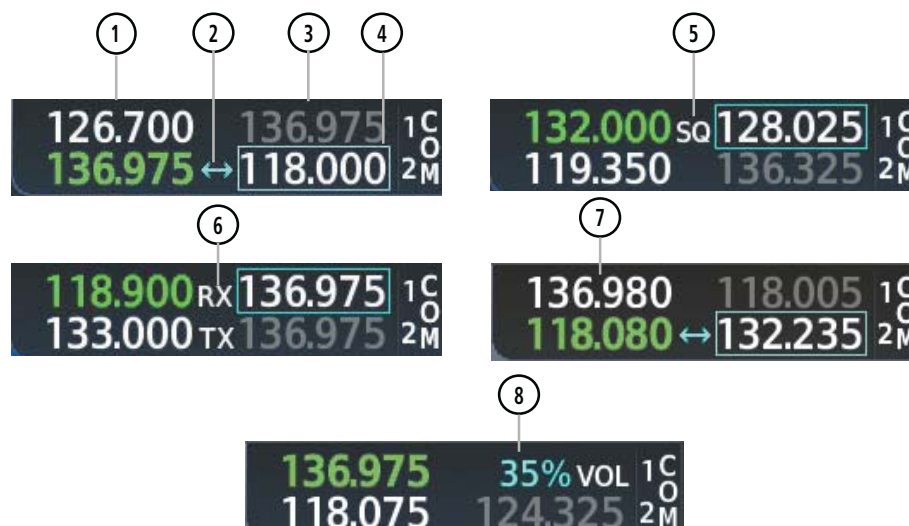 1 2 3 4 5
126.700 136.975 1 C
O
136.975 ↔ 118.000 2 M
132.000 SQ 128.025 1 C
O
119.350 136.325 2 M
6 7
118.900 RX 136.975 1 C
O
133.000 TX 136.975 2 M
136.980 118.005 1 C
O
118.080 ↔ 132.235 2 M
8
136.975 35% VOL 1 C
O
118.075 124.325 2 M